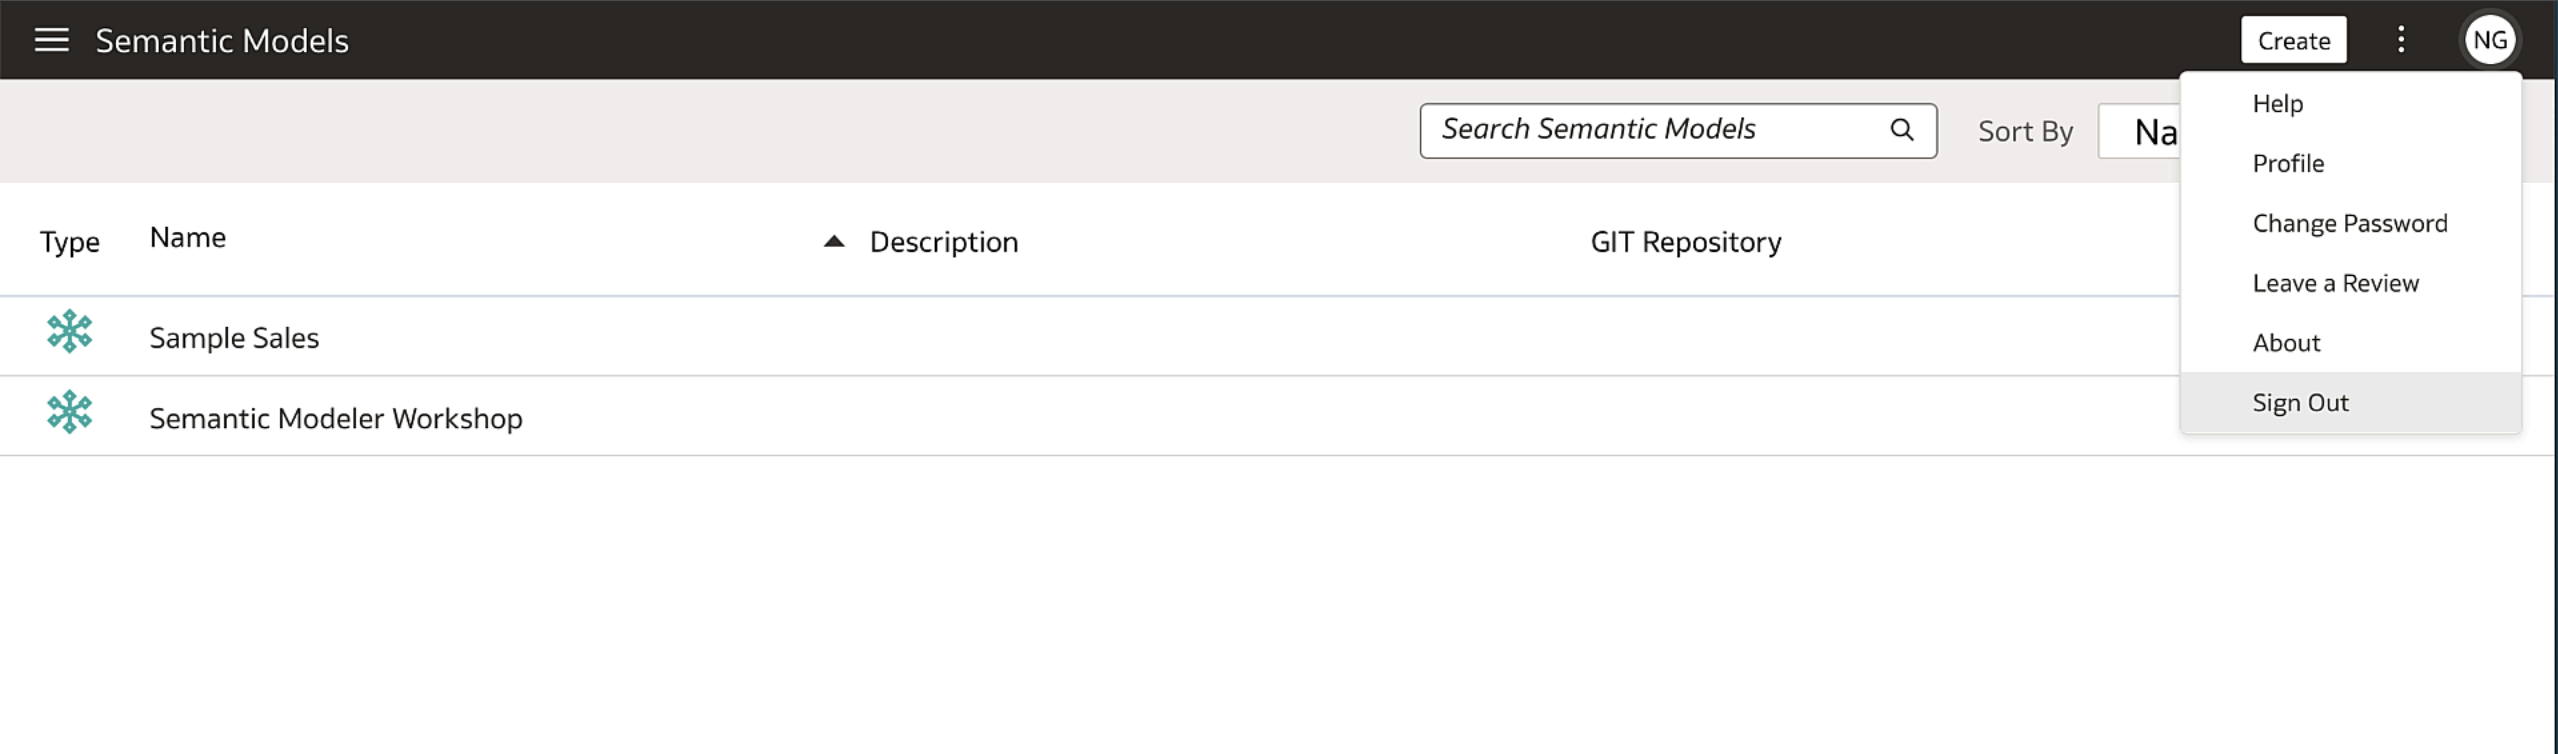 Semantic Models
Create
NG
Search Semantic Models
Sort By
Na
Help
Profile
Change Password
Leave a Review
About
Sign Out
Type
Name
Description
GIT Repository
Sample Sales
Semantic Modeler Workshop